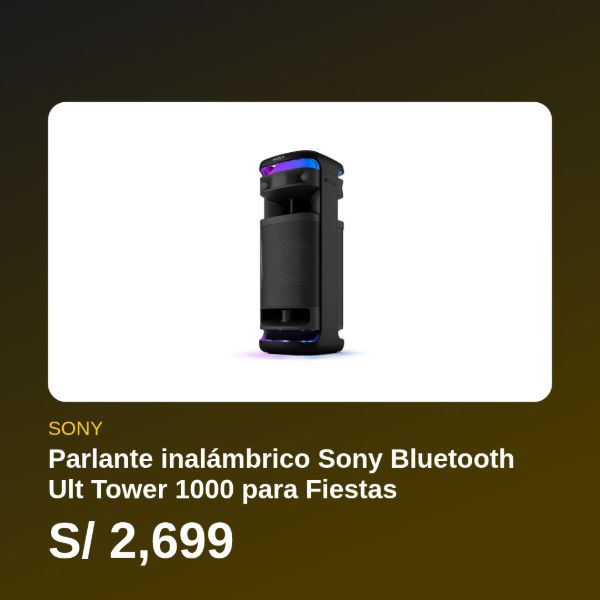 SONY
Parlante inalámbrico Sony Bluetooth
Ult Tower 1000 para Fiestas
S/ 2,699